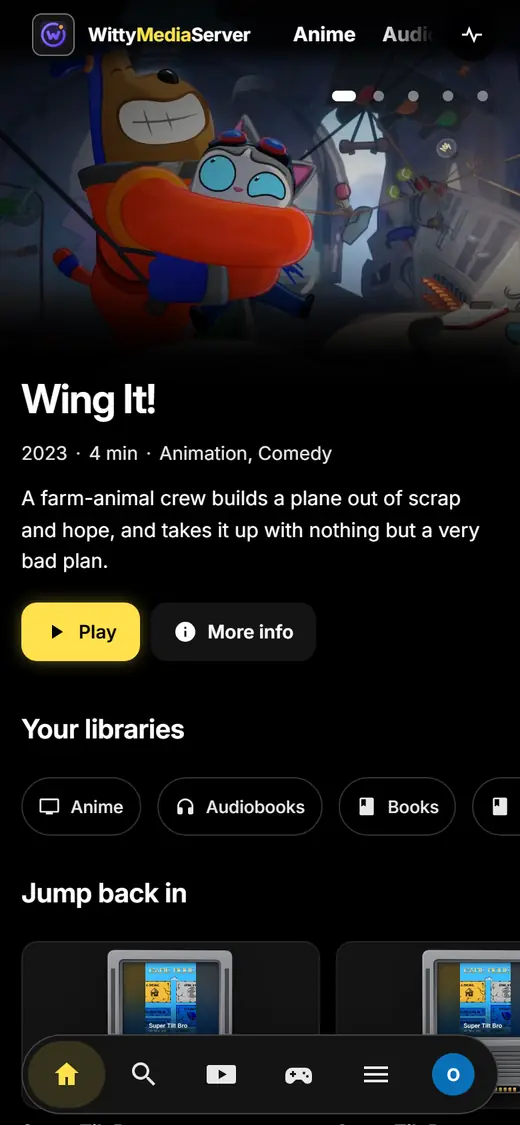 WittyMediaServer
Anime
Wing It!
2023 · 4 min · Animation, Comedy
A farm-animal crew builds a plane out of scrap
and hope, and takes it up with nothing but a very
bad plan.
Play
More info
Your libraries
Anime
Audiobooks
Books
Jump back in
Super Tilt Bro
Super Tilt Bro
O